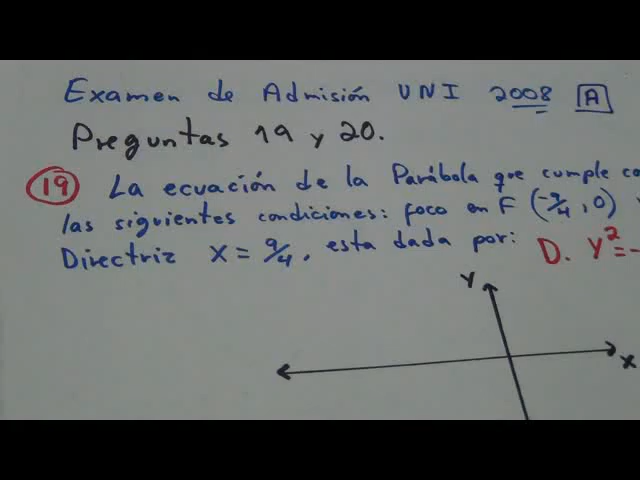 Examen de Admisión UNI 2008 A
Preguntas 19 y 20.
19 La ecuación de la Parábola que cumple co
las siguientes condiciones: foco en F (-9/4, 0)
Directriz X = 9/4, esta dada por: D. Y²=-
Y
X